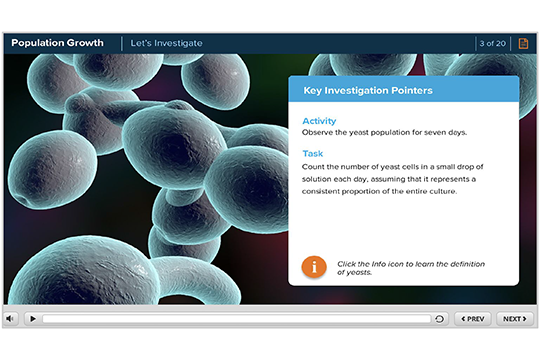 Population Growth Let's Investigate 3 of 20
Key Investigation Pointers
Activity
Observe the yeast population for seven days.
Task
Count the number of yeast cells in a small drop of
solution each day, assuming that it represents a
consistent proportion of the entire culture.
i
Click the Info icon to learn the definition
of yeasts.
PREV NEXT